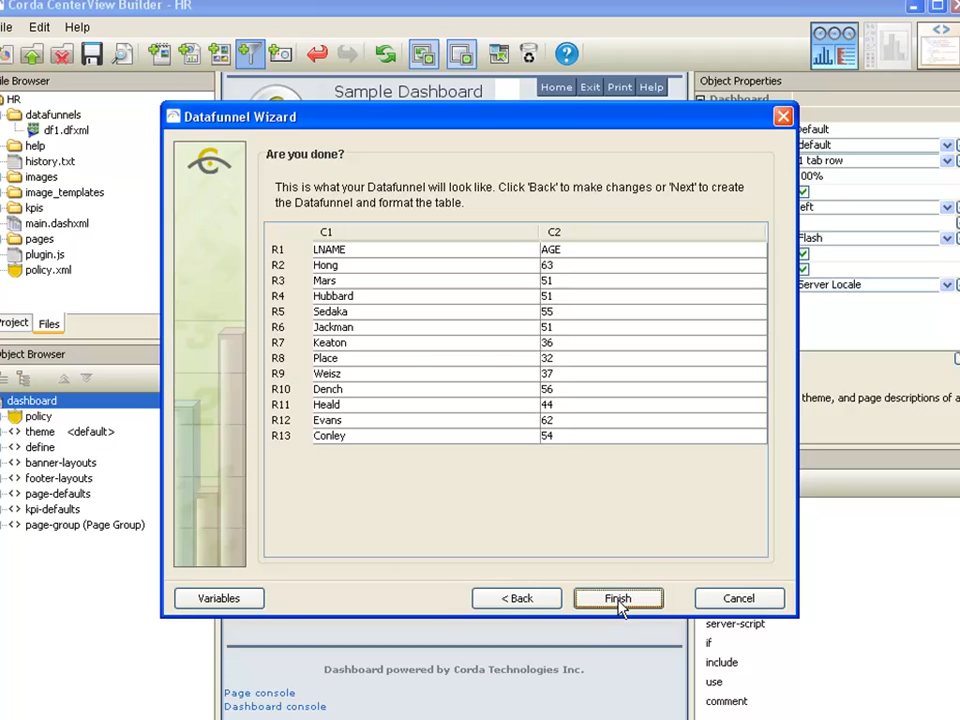 Corda CenterView Builder - HR
ile Edit Help
ile Browser
HR
datafunnels
df1.dfxml
help
history.txt
images
image_templates
kpis
main.dashxml
pages
plugin.js
policy.xml
Project Files
Object Browser
dashboard
policy
theme <default>
define
banner-layouts
footer-layouts
page-defaults
kpi-defaults
page-group (Page Group)
Sample Dashboard
Home Exit Print Help
Datafunnel Wizard
Are you done?
This is what your Datafunnel will look like. Click 'Back' to make changes or 'Next' to create
the Datafunnel and format the table.
C1 C2
R1 LNAME AGE
R2 Hong 63
R3 Mars 51
R4 Hubbard 51
R5 Sedaka 55
R6 Jackman 51
R7 Keaton 36
R8 Place 32
R9 Weisz 37
R10 Dench 56
R11 Heald 44
R12 Evans 62
R13 Conley 54
Variables < Back Finish Cancel
Dashboard powered by Corda Technologies Inc.
Page console
Dashboard console
Object Properties
Dashboard
Default
default
1 tab row
00%
eft
Flash
Server Locale
theme, and page descriptions of a
server-script
if
include
use
comment